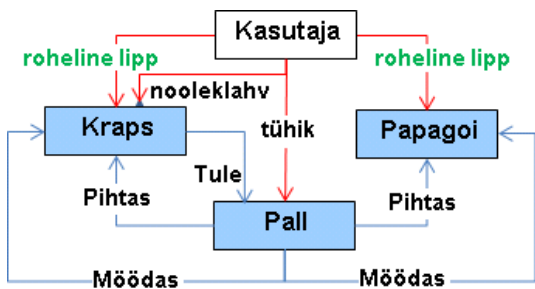 Kasutaja
roheline lipp
roheline lipp
nooleklahv
Kraps
tühik
Papagoi
Tule
Pihtas
Pihtas
Pall
Möödas
Möödas